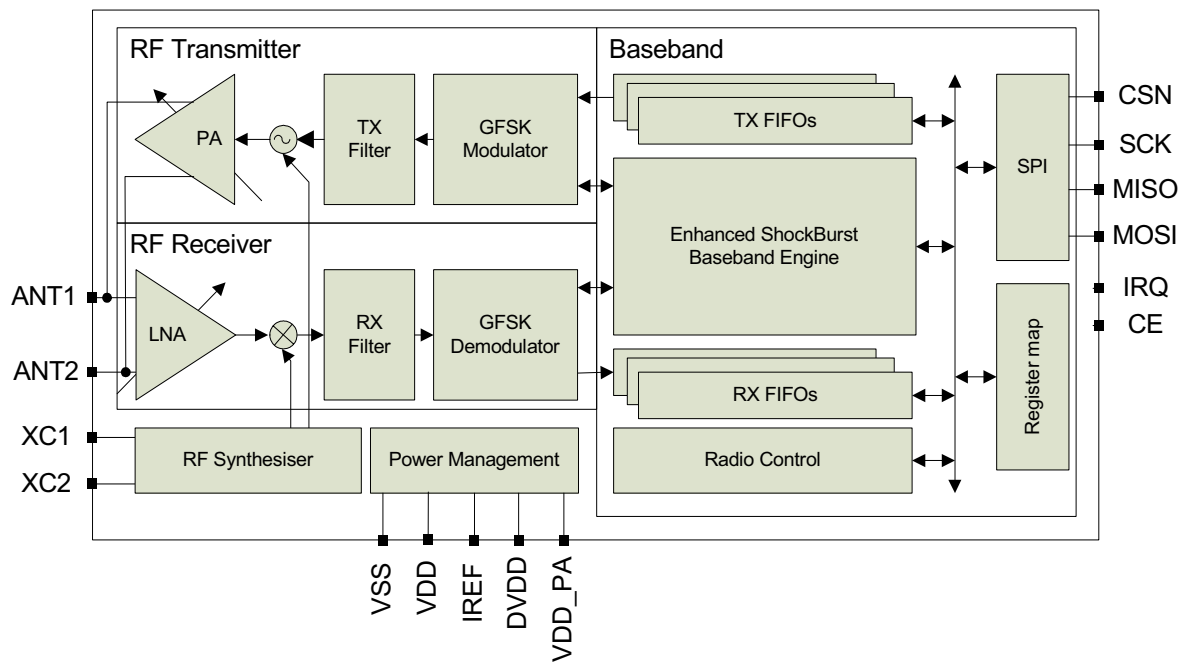 RF Transmitter
PA
TX
Filter
GFSK
Modulator
RF Receiver
LNA
RX
Filter
GFSK
Demodulator
RF Synthesiser
Power Management
Baseband
TX FIFOs
Enhanced ShockBurst
Baseband Engine
RX FIFOs
Radio Control
SPI
Register map
ANT1
ANT2
XC1
XC2
CSN
SCK
MISO
MOSI
IRQ
CE
VSS
VDD
IREF
DVDD
VDD_PA